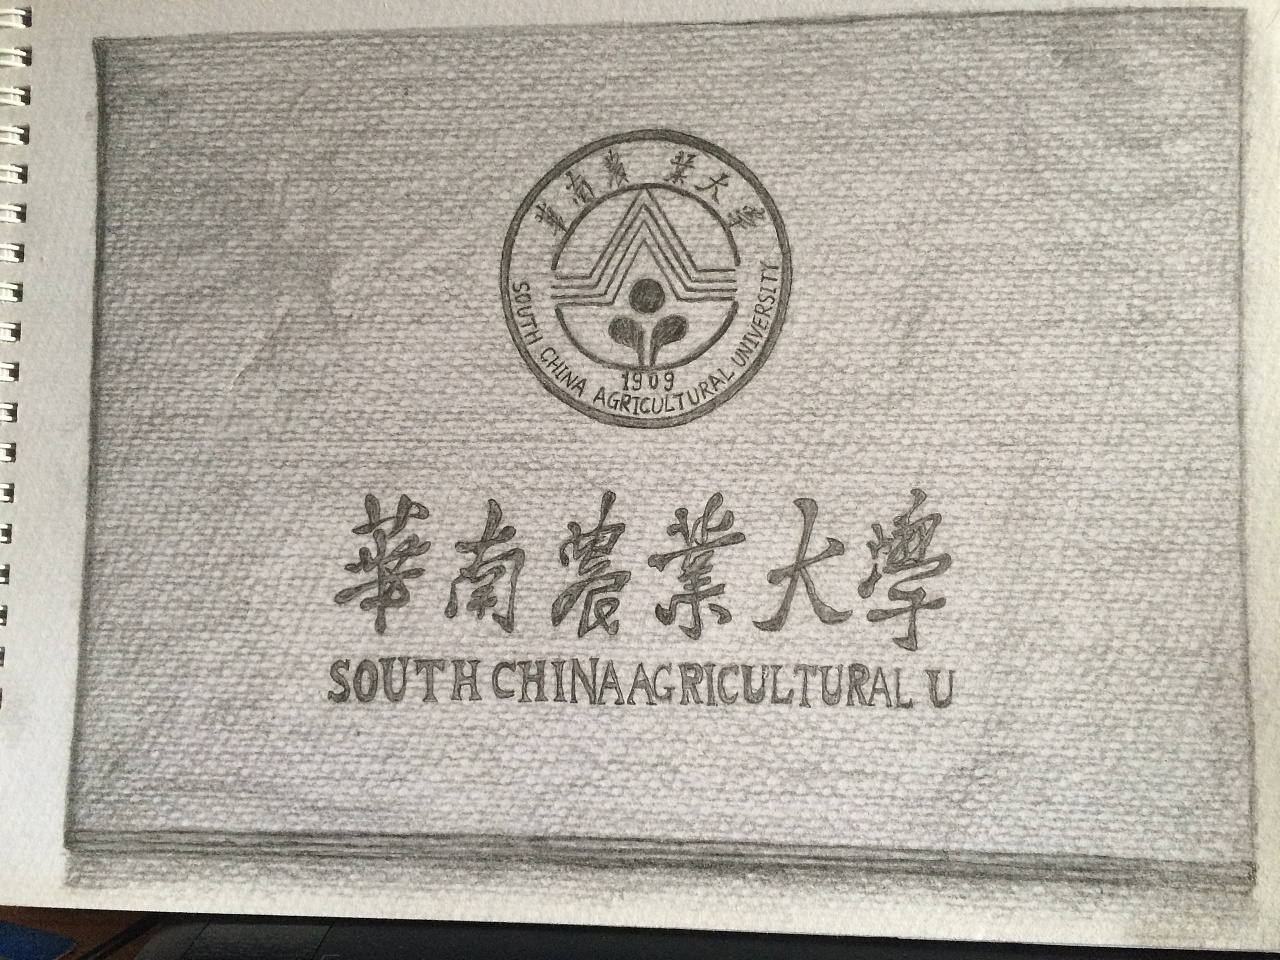 華南農業大學
1909
SOUTH CHINA AGRICULTURAL UNIVERSITY
華南農業大學
SOUTH CHINA AGRICULTURAL U